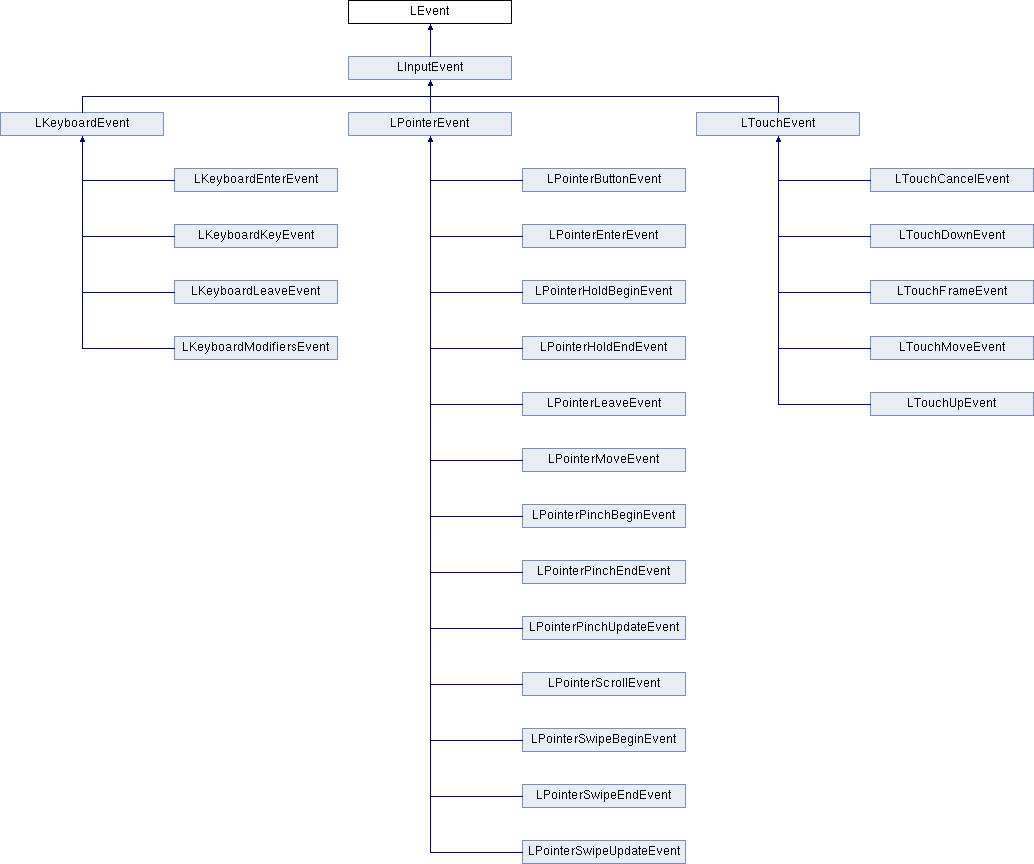 LEvent
LInputEvent
LKeyboardEvent
LPointerEvent
LTouchEvent
LKeyboardEnterEvent
LPointerButtonEvent
LTouchCancelEvent
LKeyboardKeyEvent
LPointerEnterEvent
LTouchDownEvent
LKeyboardLeaveEvent
LPointerHoldBeginEvent
LTouchFrameEvent
LKeyboardModifiersEvent
LPointerHoldEndEvent
LTouchMoveEvent
LPointerLeaveEvent
LTouchUpEvent
LPointerMoveEvent
LPointerPinchBeginEvent
LPointerPinchEndEvent
LPointerPinchUpdateEvent
LPointerScrollEvent
LPointerSwipeBeginEvent
LPointerSwipeEndEvent
LPointerSwipeUpdateEvent